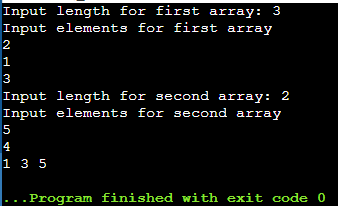 Input length for first array: 3
Input elements for first array
2
1
3
Input length for second array: 2
Input elements for second array
5
4
1 3 5
...Program finished with exit code 0